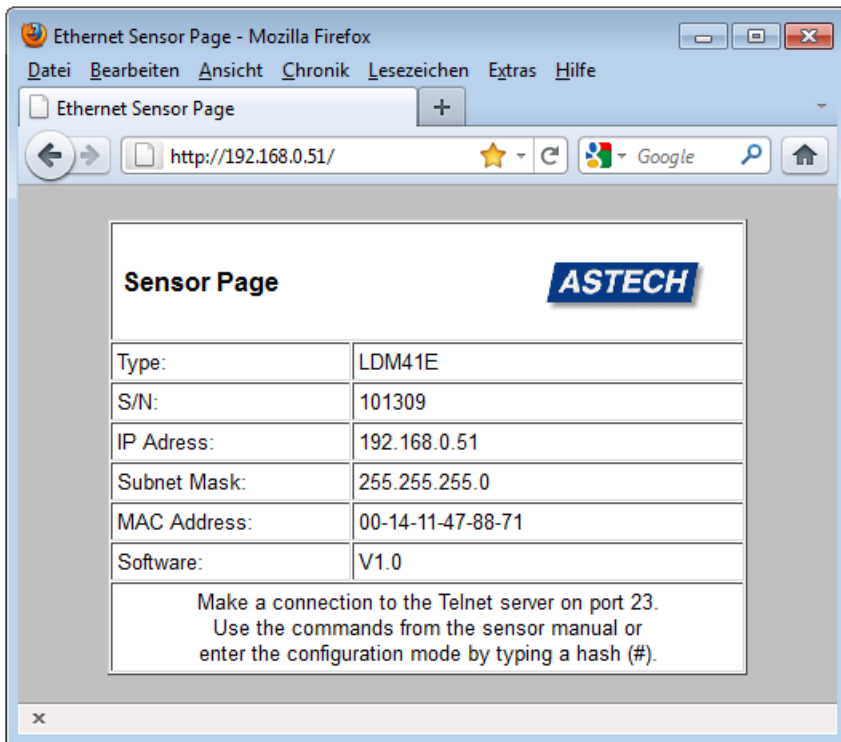 Ethernet Sensor Page - Mozilla Firefox
Datei Bearbeiten Ansicht Chronik Lesezeichen Extras Hilfe
Ethernet Sensor Page +
http://192.168.0.51/ Google
Sensor Page ASTECH
Type: LDM41E
S/N: 101309
IP Adress: 192.168.0.51
Subnet Mask: 255.255.255.0
MAC Address: 00-14-11-47-88-71
Software: V1.0
Make a connection to the Telnet server on port 23.
Use the commands from the sensor manual or
enter the configuration mode by typing a hash (#).
x